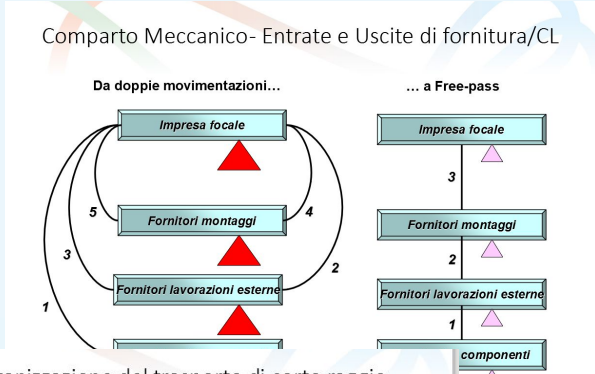 Comparto Meccanico- Entrate e Uscite di fornitura/CL
Da doppie movimentazioni…
… a Free-pass
Impresa focale
5
4
Fornitori montaggi
3
2
Fornitori lavorazioni esterne
1
Impresa focale
3
Fornitori montaggi
2
Fornitori lavorazioni esterne
1
componenti